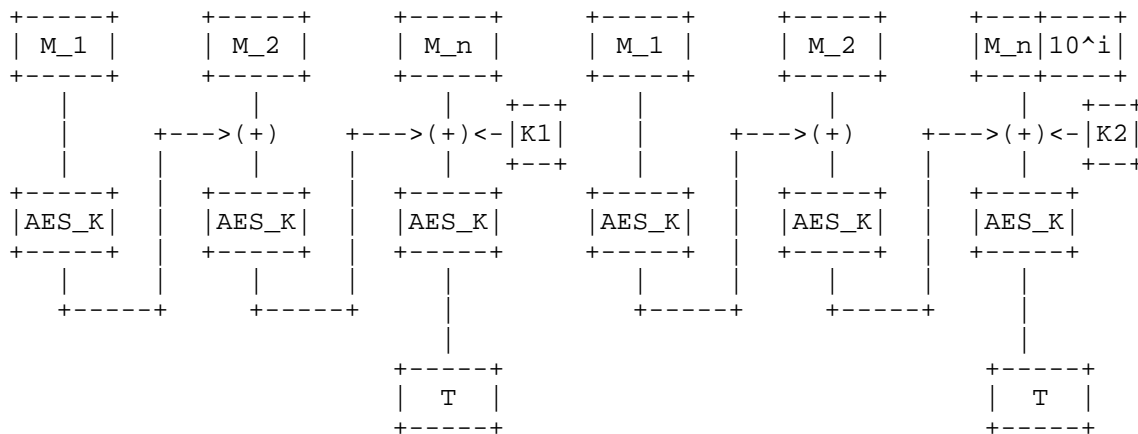 +-----+     +-----+     +-----+     +-----+     +-----+     +---+----+
| M_1 |     | M_2 |     | M_n |     | M_1 |     | M_2 |     |M_n|10^i|
+-----+     +-----+     +-----+     +-----+     +-----+     +---+----+
   |           |           |   +--+    |           |           |   +--+
   |     +--->(+)    +--->(+)<-|K1|    |     +--->(+)    +--->(+)<-|K2|
   |     |     |     |     |   +--+    |     |     |     |     |   +--+
+-----+  |  +-----+  |  +-----+     +-----+  |  +-----+  |  +-----+
|AES_K|  |  |AES_K|  |  |AES_K|     |AES_K|  |  |AES_K|  |  |AES_K|
+-----+  |  +-----+  |  +-----+     +-----+  |  +-----+  |  +-----+
   |     |     |     |     |           |     |     |     |     |
   +-----+     +-----+     |           +-----+     +-----+     |
                           |                                   |
                        +-----+                              +-----+
                        |  T  |                              |  T  |
                        +-----+                              +-----+